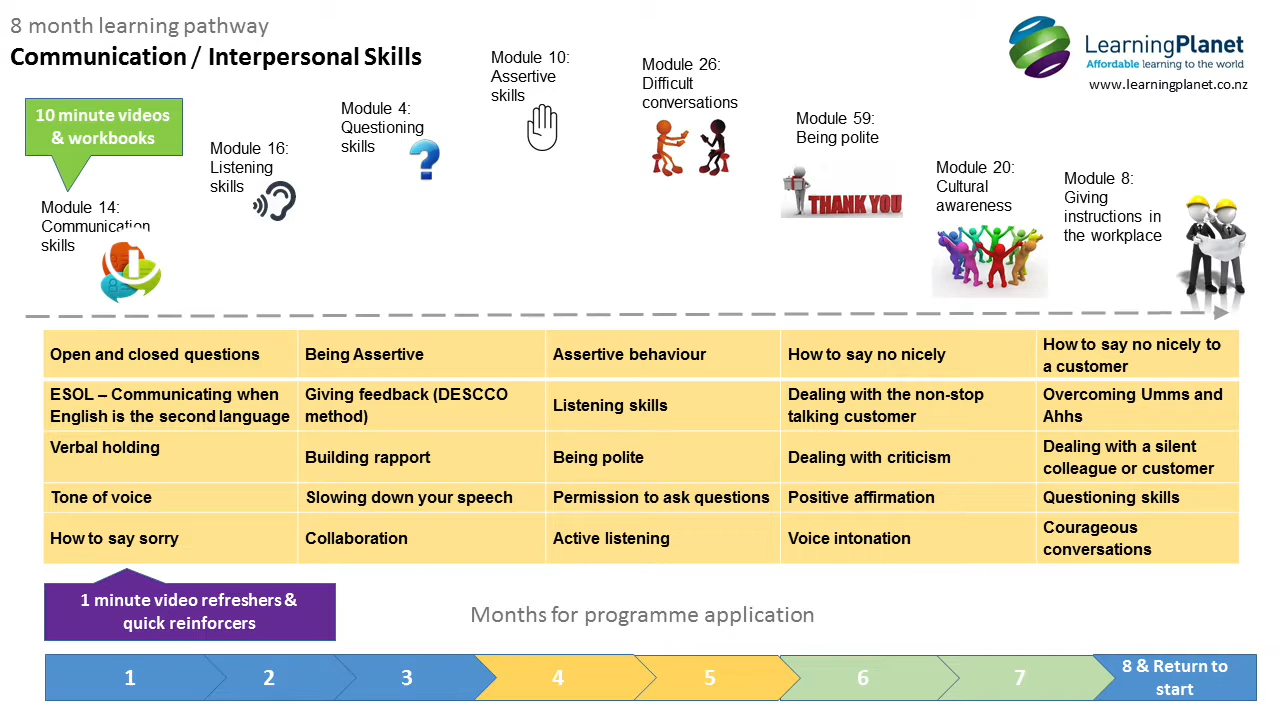 8 month learning pathway
Communication / Interpersonal Skills
LearningPlanet
Affordable learning to the world
www.learningplanet.co.nz
10 minute videos
& workbooks
Module 14:
Communication
skills
Module 16:
Listening
skills
Module 4:
Questioning
skills
?
Module 10:
Assertive
skills
Module 26:
Difficult
conversations
Module 59:
Being polite
THANK YOU
Module 20:
Cultural
awareness
Module 8:
Giving
instructions in
the workplace
Open and closed questions
Being Assertive
Assertive behaviour
How to say no nicely
How to say no nicely to
a customer
ESOL – Communicating when
English is the second language
Giving feedback (DESCCO
method)
Listening skills
Dealing with the non-stop
talking customer
Overcoming Umms and
Ahhs
Verbal holding
Building rapport
Being polite
Dealing with criticism
Dealing with a silent
colleague or customer
Tone of voice
Slowing down your speech
Permission to ask questions
Positive affirmation
Questioning skills
How to say sorry
Collaboration
Active listening
Voice intonation
Courageous
conversations
1 minute video refreshers &
quick reinforcers
Months for programme application
1
2
3
4
5
6
7
8 & Return to
start